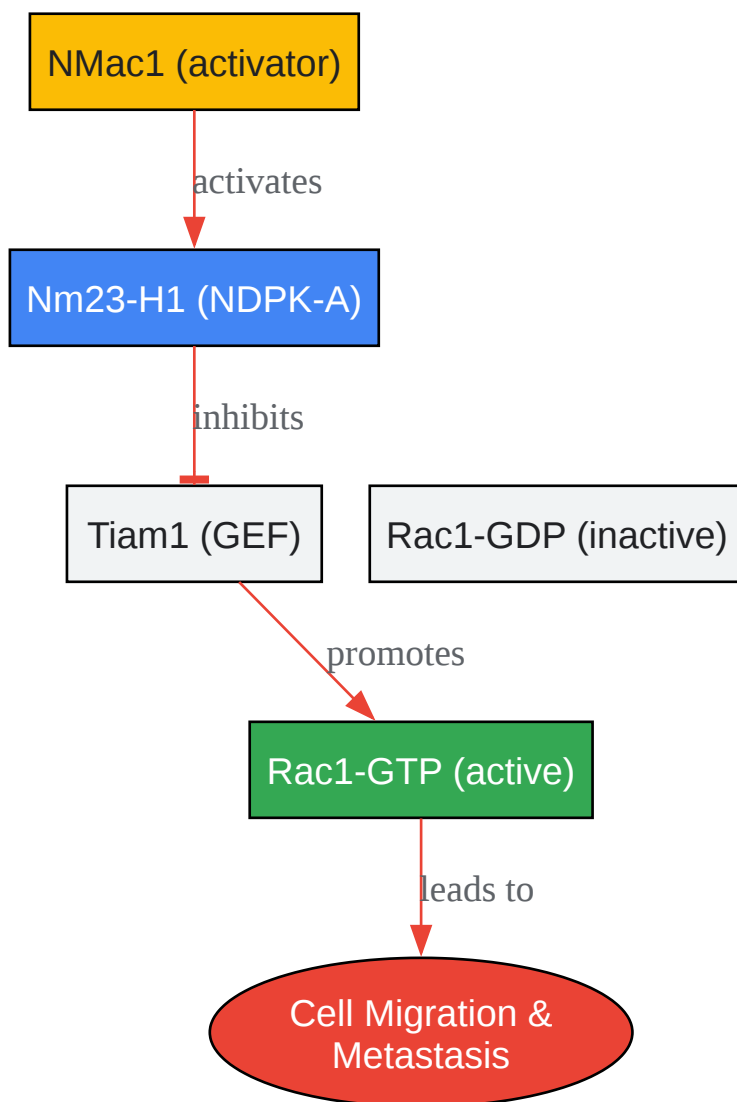 NMac1 (activator)
activates
Nm23-H1 (NDPK-A)
inhibits
Tiam1 (GEF)
Rac1-GDP (inactive)
promotes
Rac1-GTP (active)
leads to
Cell Migration &
Metastasis